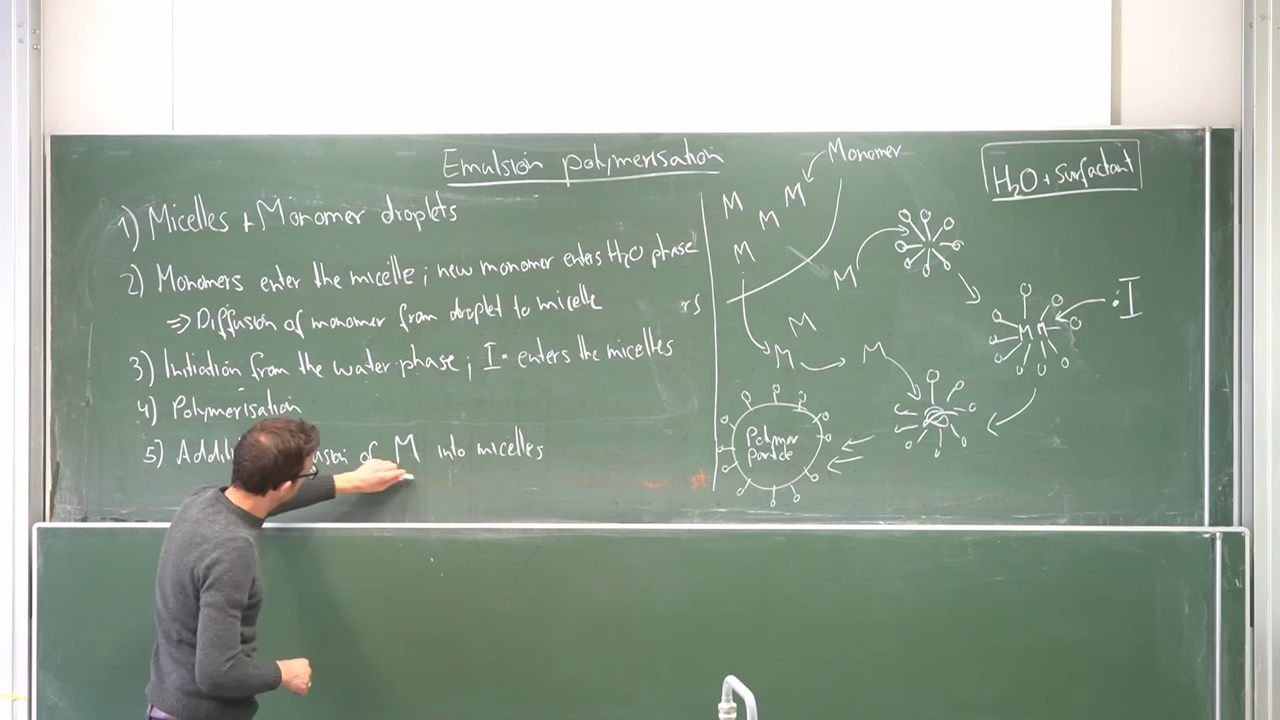 Emulsion polymerisation
1) Micelles + Monomer droplets
2) Monomers enter the micelle; new monomer enters H₂O phase
⇒ Diffusion of monomer from droplet to micelle
3) Initiation from the water phase; I• enters the micelles
4) Polymerisation
5) of M into micelles
rs
Monomer
H₂O + Surfactant
M M M
M
M
M
M M
M M
•I
Polymer
Particle